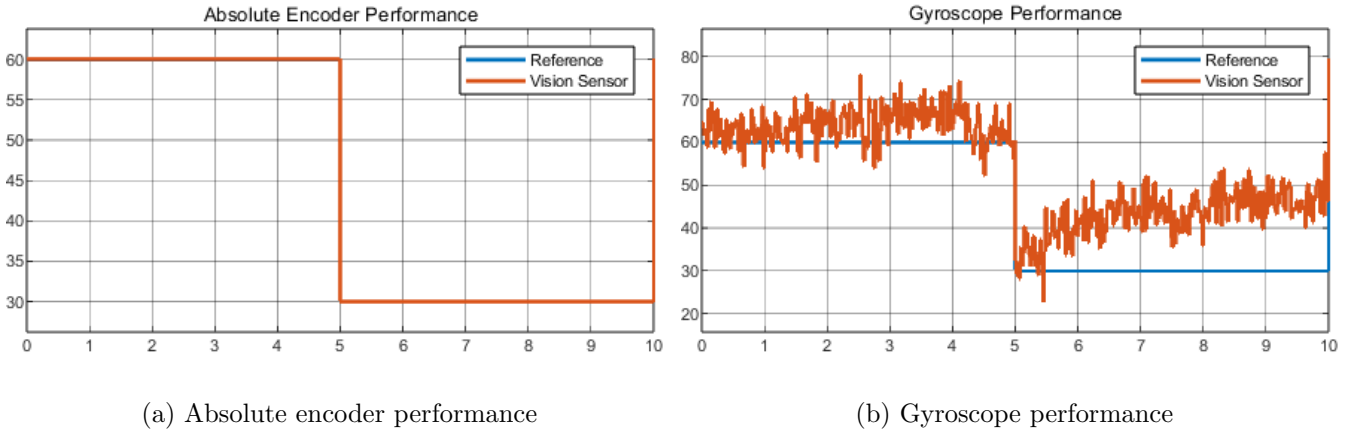 Absolute Encoder Performance
Reference
Vision Sensor
60
55
50
45
40
35
30
0 1 2 3 4 5 6 7 8 9 10
(a) Absolute encoder performance
Gyroscope Performance
Reference
Vision Sensor
80
70
60
50
40
30
20
0 1 2 3 4 5 6 7 8 9 10
(b) Gyroscope performance